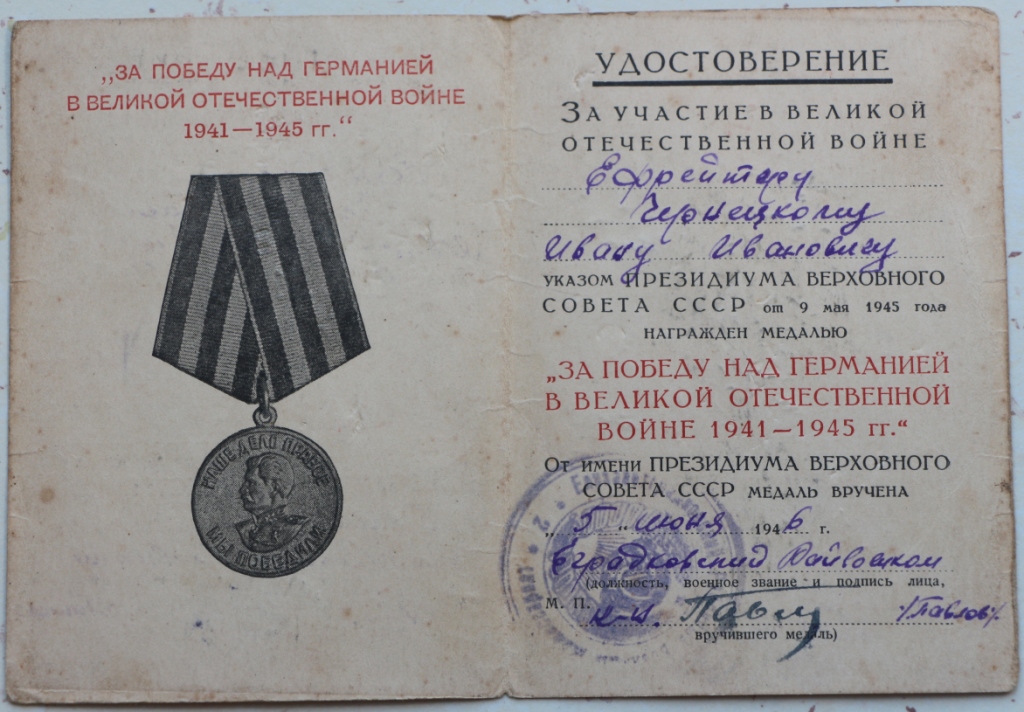 „ЗА ПОБЕДУ НАД ГЕРМАНИЕЙ
В ВЕЛИКОЙ ОТЕЧЕСТВЕННОЙ ВОЙНЕ
1941—1945 гг.“
НАШЕ ДЕЛО ПРАВОЕ
МЫ ПОБЕДИЛИ
УДОСТОВЕРЕНИЕ
ЗА УЧАСТИЕ В ВЕЛИКОЙ
ОТЕЧЕСТВЕННОЙ ВОЙНЕ
Ефрейтору
Чернецкому
Ивану Ивановичу
УКАЗОМ ПРЕЗИДИУМА ВЕРХОВНОГО
СОВЕТА СССР от 9 мая 1945 года
НАГРАЖДЕН МЕДАЛЬЮ
„ЗА ПОБЕДУ НАД ГЕРМАНИЕЙ
В ВЕЛИКОЙ ОТЕЧЕСТВЕННОЙ
ВОЙНЕ 1941—1945 гг.“
ОТ ИМЕНИ ПРЕЗИДИУМА ВЕРХОВНОГО
СОВЕТА СССР МЕДАЛЬ ВРУЧЕНА
„5“ июня 1946 г.
Райвоенком
(должность, военное звание и подпись лица,
М. П.
/Павлов/
вручившего медаль)